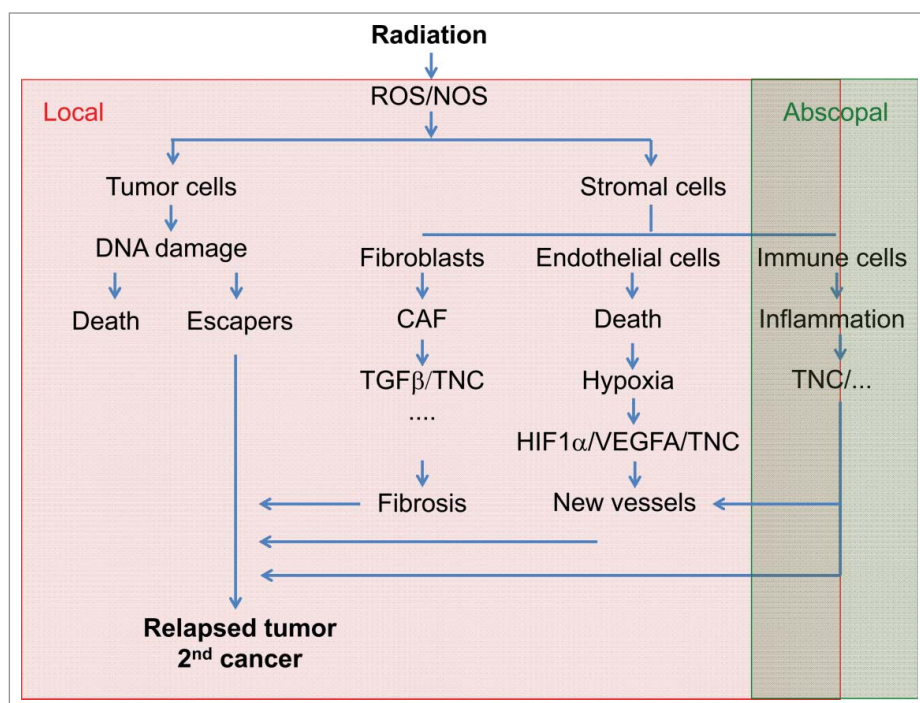 Radiation
ROS/NOS
Local
Abscopal
Tumor cells
Stromal cells
DNA damage
Fibroblasts
Endothelial cells
Immune cells
Death
Escapers
CAF
Death
Inflammation
TGFβ/TNC
....
Hypoxia
TNC/...
HIF1α/VEGFA/TNC
Fibrosis
New vessels
Relapsed tumor
2nd cancer